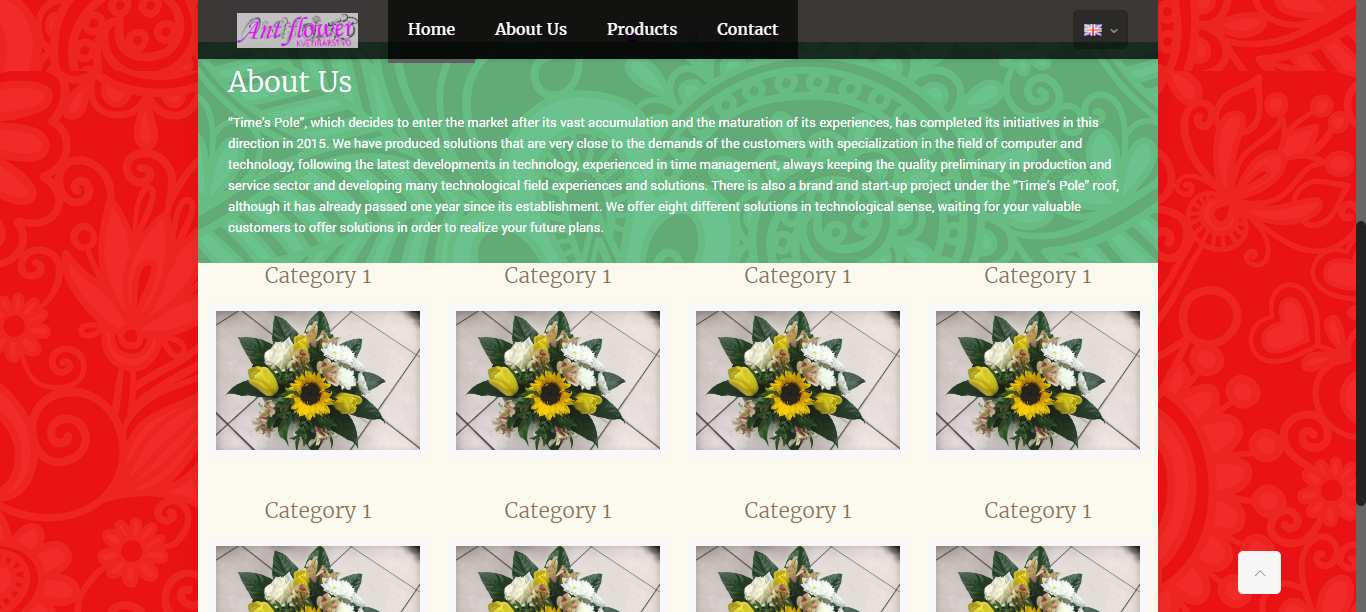 Ant flower
KVETINÁRSTVO
Home About Us Products Contact
About Us
“Time’s Pole”, which decides to enter the market after its vast accumulation and the maturation of its experiences, has completed its initiatives in this
direction in 2015. We have produced solutions that are very close to the demands of the customers with specialization in the field of computer and
technology, following the latest developments in technology, experienced in time management, always keeping the quality preliminary in production and
service sector and developing many technological field experiences and solutions. There is also a brand and start-up project under the “Time’s Pole” roof,
although it has already passed one year since its establishment. We offer eight different solutions in technological sense, waiting for your valuable
customers to offer solutions in order to realize your future plans.
Category 1 Category 1 Category 1 Category 1
Category 1 Category 1 Category 1 Category 1